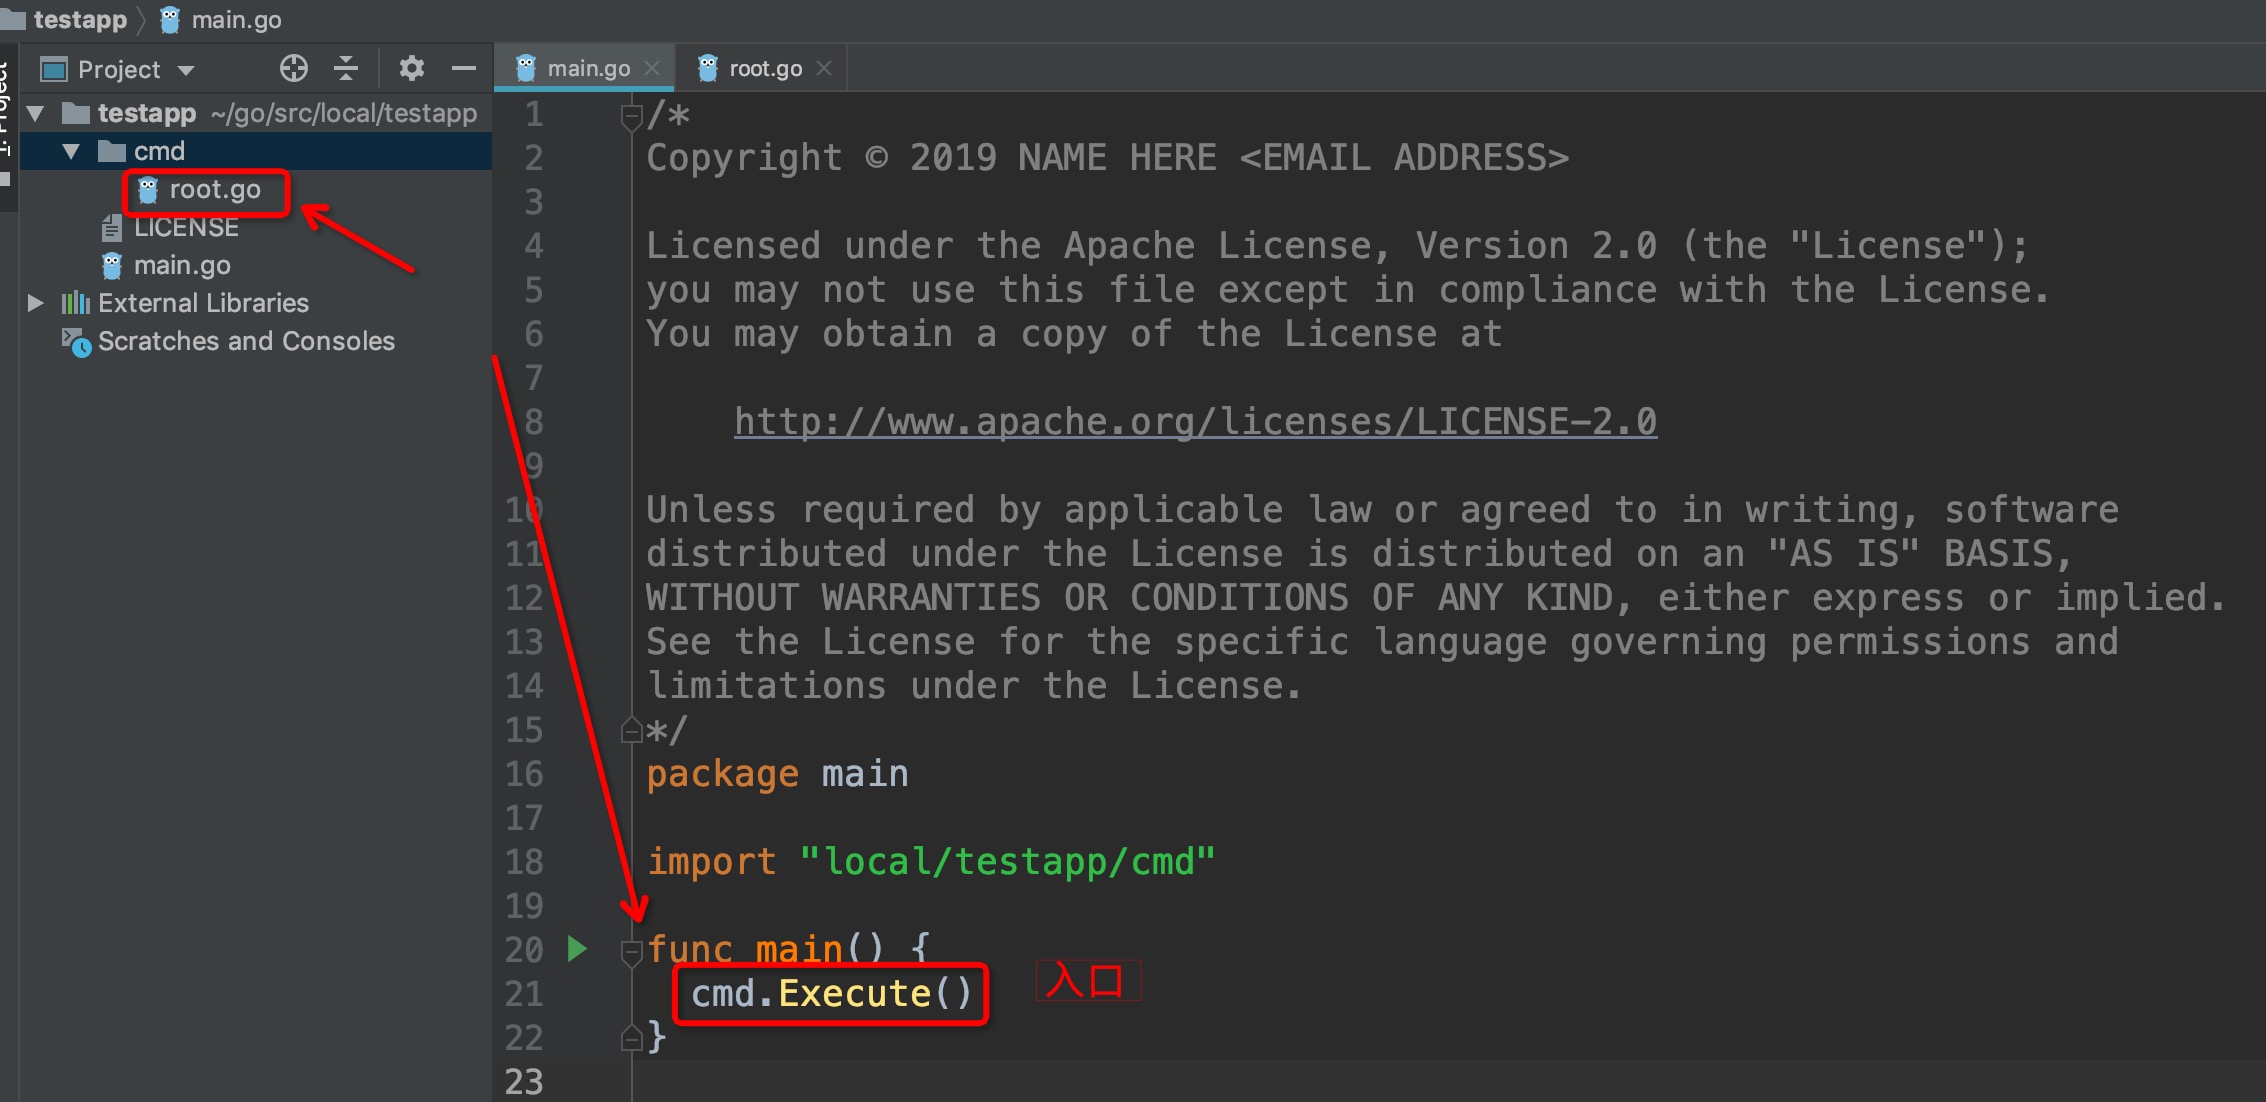 testapp main.go
1: Project
Project
testapp ~/go/src/local/testapp
cmd
root.go
LICENSE
main.go
External Libraries
Scratches and Consoles
main.go root.go
1 /*
2 Copyright © 2019 NAME HERE <EMAIL ADDRESS>
3
4 Licensed under the Apache License, Version 2.0 (the "License");
5 you may not use this file except in compliance with the License.
6 You may obtain a copy of the License at
7
8 http://www.apache.org/licenses/LICENSE-2.0
9
10 Unless required by applicable law or agreed to in writing, software
11 distributed under the License is distributed on an "AS IS" BASIS,
12 WITHOUT WARRANTIES OR CONDITIONS OF ANY KIND, either express or implied.
13 See the License for the specific language governing permissions and
14 limitations under the License.
15 */
16 package main
17
18 import "local/testapp/cmd"
19
20 func main() {
21 cmd.Execute() 入口
22 }
23